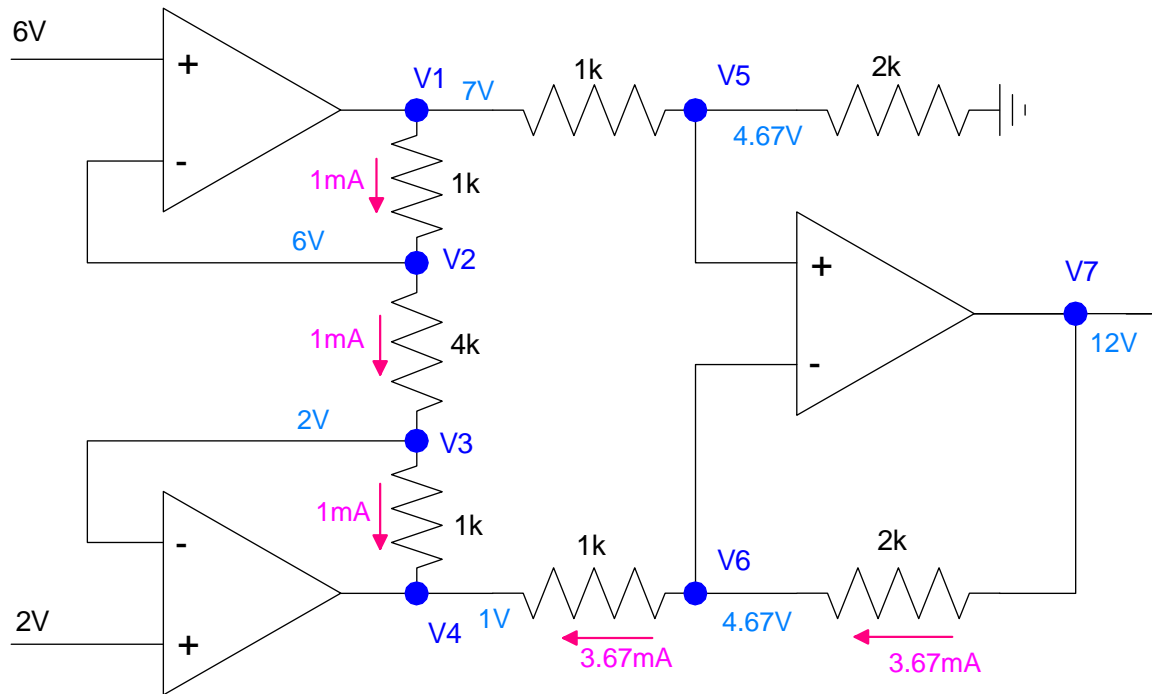 6V
+
-
V1
7V
1k
V5
4.67V
2k
1mA
1k
6V
V2
+
-
V7
12V
1mA
4k
2V
V3
1mA
1k
-
+
2V
V4
1V
1k
3.67mA
V6
4.67V
2k
3.67mA